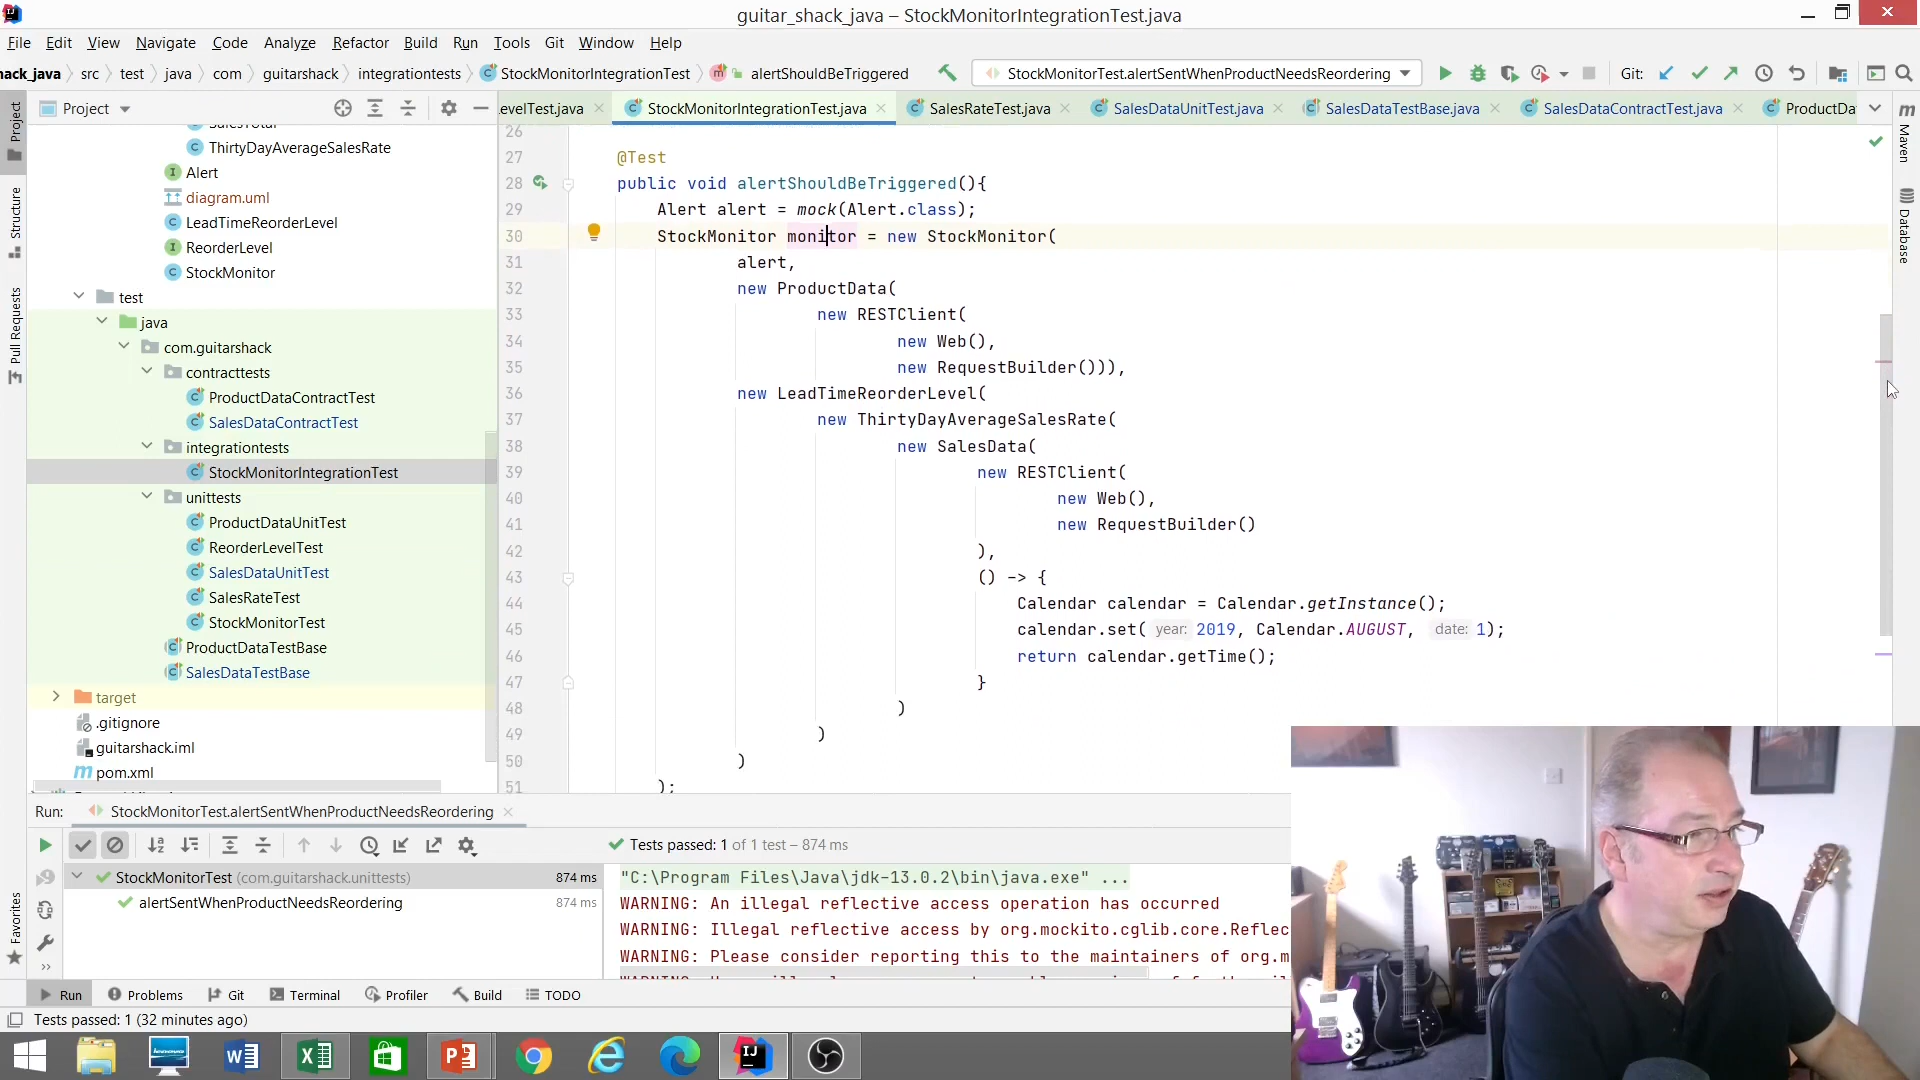 guitar_shack_java – StockMonitorIntegrationTest.java
File Edit View Navigate Code Analyze Refactor Build Run Tools Git Window Help
hack_java src test java com guitarshack integrationtests StockMonitorIntegrationTest alertShouldBeTriggered StockMonitorTest.alertSentWhenProductNeedsReordering Git:
Project
evelTest.java StockMonitorIntegrationTest.java SalesRateTest.java SalesDataUnitTest.java SalesDataTestBase.java SalesDataContractTest.java ProductDa
Project
Structure
Pull Requests
Favorites
SalesTotal
ThirtyDayAverageSalesRate
Alert
diagram.uml
LeadTimeReorderLevel
ReorderLevel
StockMonitor
test
java
com.guitarshack
contracttests
ProductDataContractTest
SalesDataContractTest
integrationtests
StockMonitorIntegrationTest
unittests
ProductDataUnitTest
ReorderLevelTest
SalesDataUnitTest
SalesRateTest
StockMonitorTest
ProductDataTestBase
SalesDataTestBase
target
.gitignore
guitarshack.iml
pom.xml
26
27 @Test
28 public void alertShouldBeTriggered(){
29 Alert alert = mock(Alert.class);
30 StockMonitor monitor = new StockMonitor(
31 alert,
32 new ProductData(
33 new RESTClient(
34 new Web(),
35 new RequestBuilder())),
36 new LeadTimeReorderLevel(
37 new ThirtyDayAverageSalesRate(
38 new SalesData(
39 new RESTClient(
40 new Web(),
41 new RequestBuilder()
42 ),
43 () -> {
44 Calendar calendar = Calendar.getInstance();
45 calendar.set( year: 2019, Calendar.AUGUST, date: 1);
46 return calendar.getTime();
47 }
48 )
49 )
50 )
51 );
Maven
Database
Run: StockMonitorTest.alertSentWhenProductNeedsReordering
Tests passed: 1 of 1 test – 874 ms
StockMonitorTest (com.guitarshack.unittests) 874 ms
alertSentWhenProductNeedsReordering 874 ms
"C:\Program Files\Java\jdk-13.0.2\bin\java.exe" ...
WARNING: An illegal reflective access operation has occurred
WARNING: Illegal reflective access by org.mockito.cglib.core.Reflec
WARNING: Please consider reporting this to the maintainers of org.m
Run Problems Git Terminal Profiler Build TODO
Tests passed: 1 (32 minutes ago)